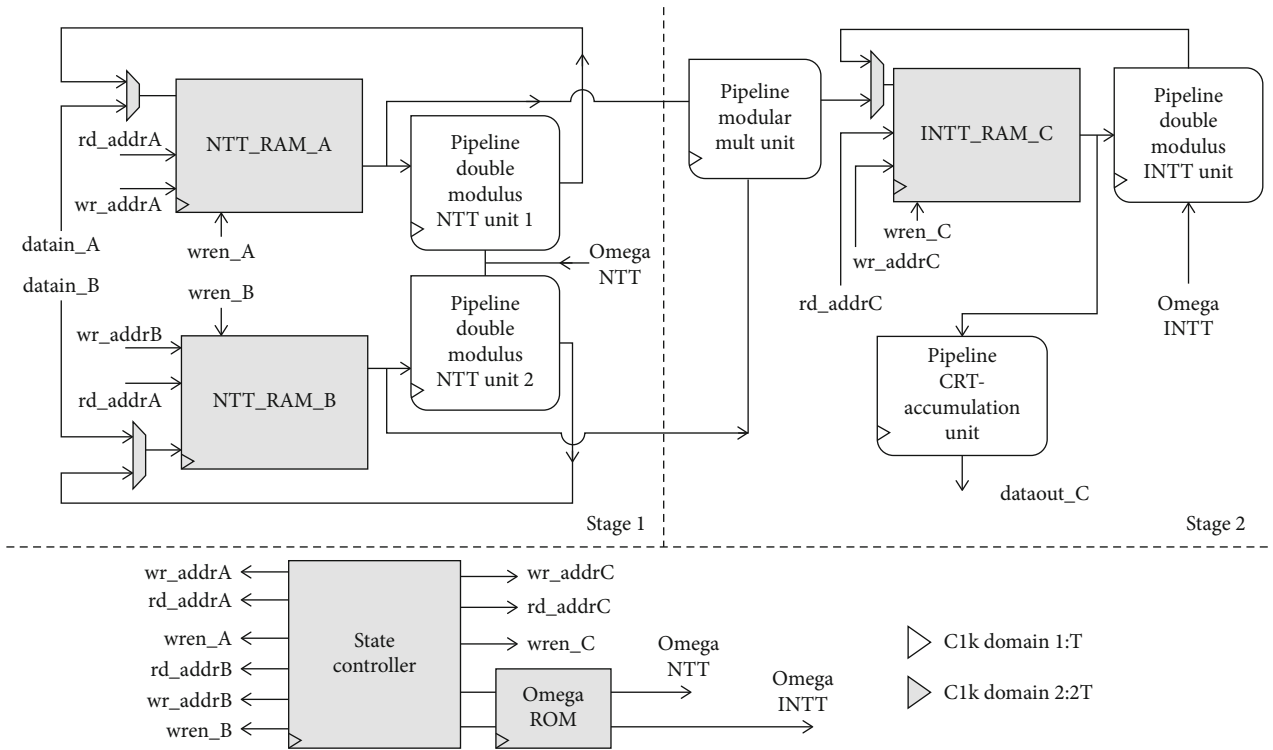 rd_addrA
wr_addrA
datain_A
datain_B
wr_addrB
rd_addrA
NTT_RAM_A
wren_A
wren_B
NTT_RAM_B
Pipeline
double
modulus
NTT unit 1
Omega
NTT
Pipeline
double
modulus
NTT unit 2
Stage 1
Pipeline
modular
mult unit
INTT_RAM_C
wren_C
wr_addrC
rd_addrC
Pipeline
double
modulus
INTT unit
Omega
INTT
Pipeline
CRT-
accumulation
unit
dataout_C
Stage 2
wr_addrA
rd_addrA
wren_A
rd_addrB
wr_addrB
wren_B
State
controller
wr_addrC
rd_addrC
wren_C
Omega
ROM
Omega
NTT
Omega
INTT
C1k domain 1:T
C1k domain 2:2T